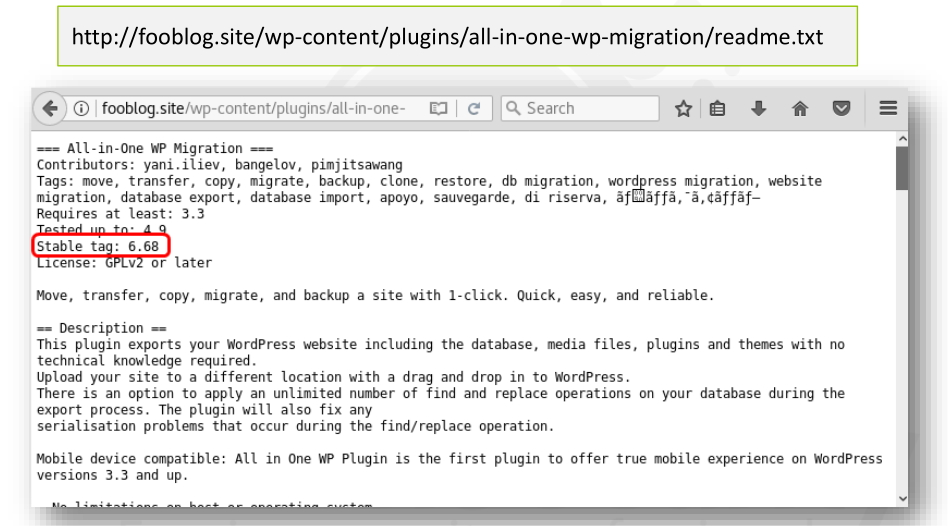 http://fooblog.site/wp-content/plugins/all-in-one-wp-migration/readme.txt
fooblog.site/wp-content/plugins/all-in-one-
Search
=== All-in-One WP Migration ===
Contributors: yani.iliev, bangelov, pimjitsawang
Tags: move, transfer, copy, migrate, backup, clone, restore, db migration, wordpress migration, website
migration, database export, database import, apoyo, sauvegarde, di riserva,
Requires at least: 3.3
Tested up to: 4.9
Stable tag: 6.68
License: GPLv2 or later
Move, transfer, copy, migrate, and backup a site with 1-click. Quick, easy, and reliable.
== Description ==
This plugin exports your WordPress website including the database, media files, plugins and themes with no
technical knowledge required.
Upload your site to a different location with a drag and drop in to WordPress.
There is an option to apply an unlimited number of find and replace operations on your database during the
export process. The plugin will also fix any
serialisation problems that occur during the find/replace operation.
Mobile device compatible: All in One WP Plugin is the first plugin to offer true mobile experience on WordPress
versions 3.3 and up.
No limitations on host or operating system